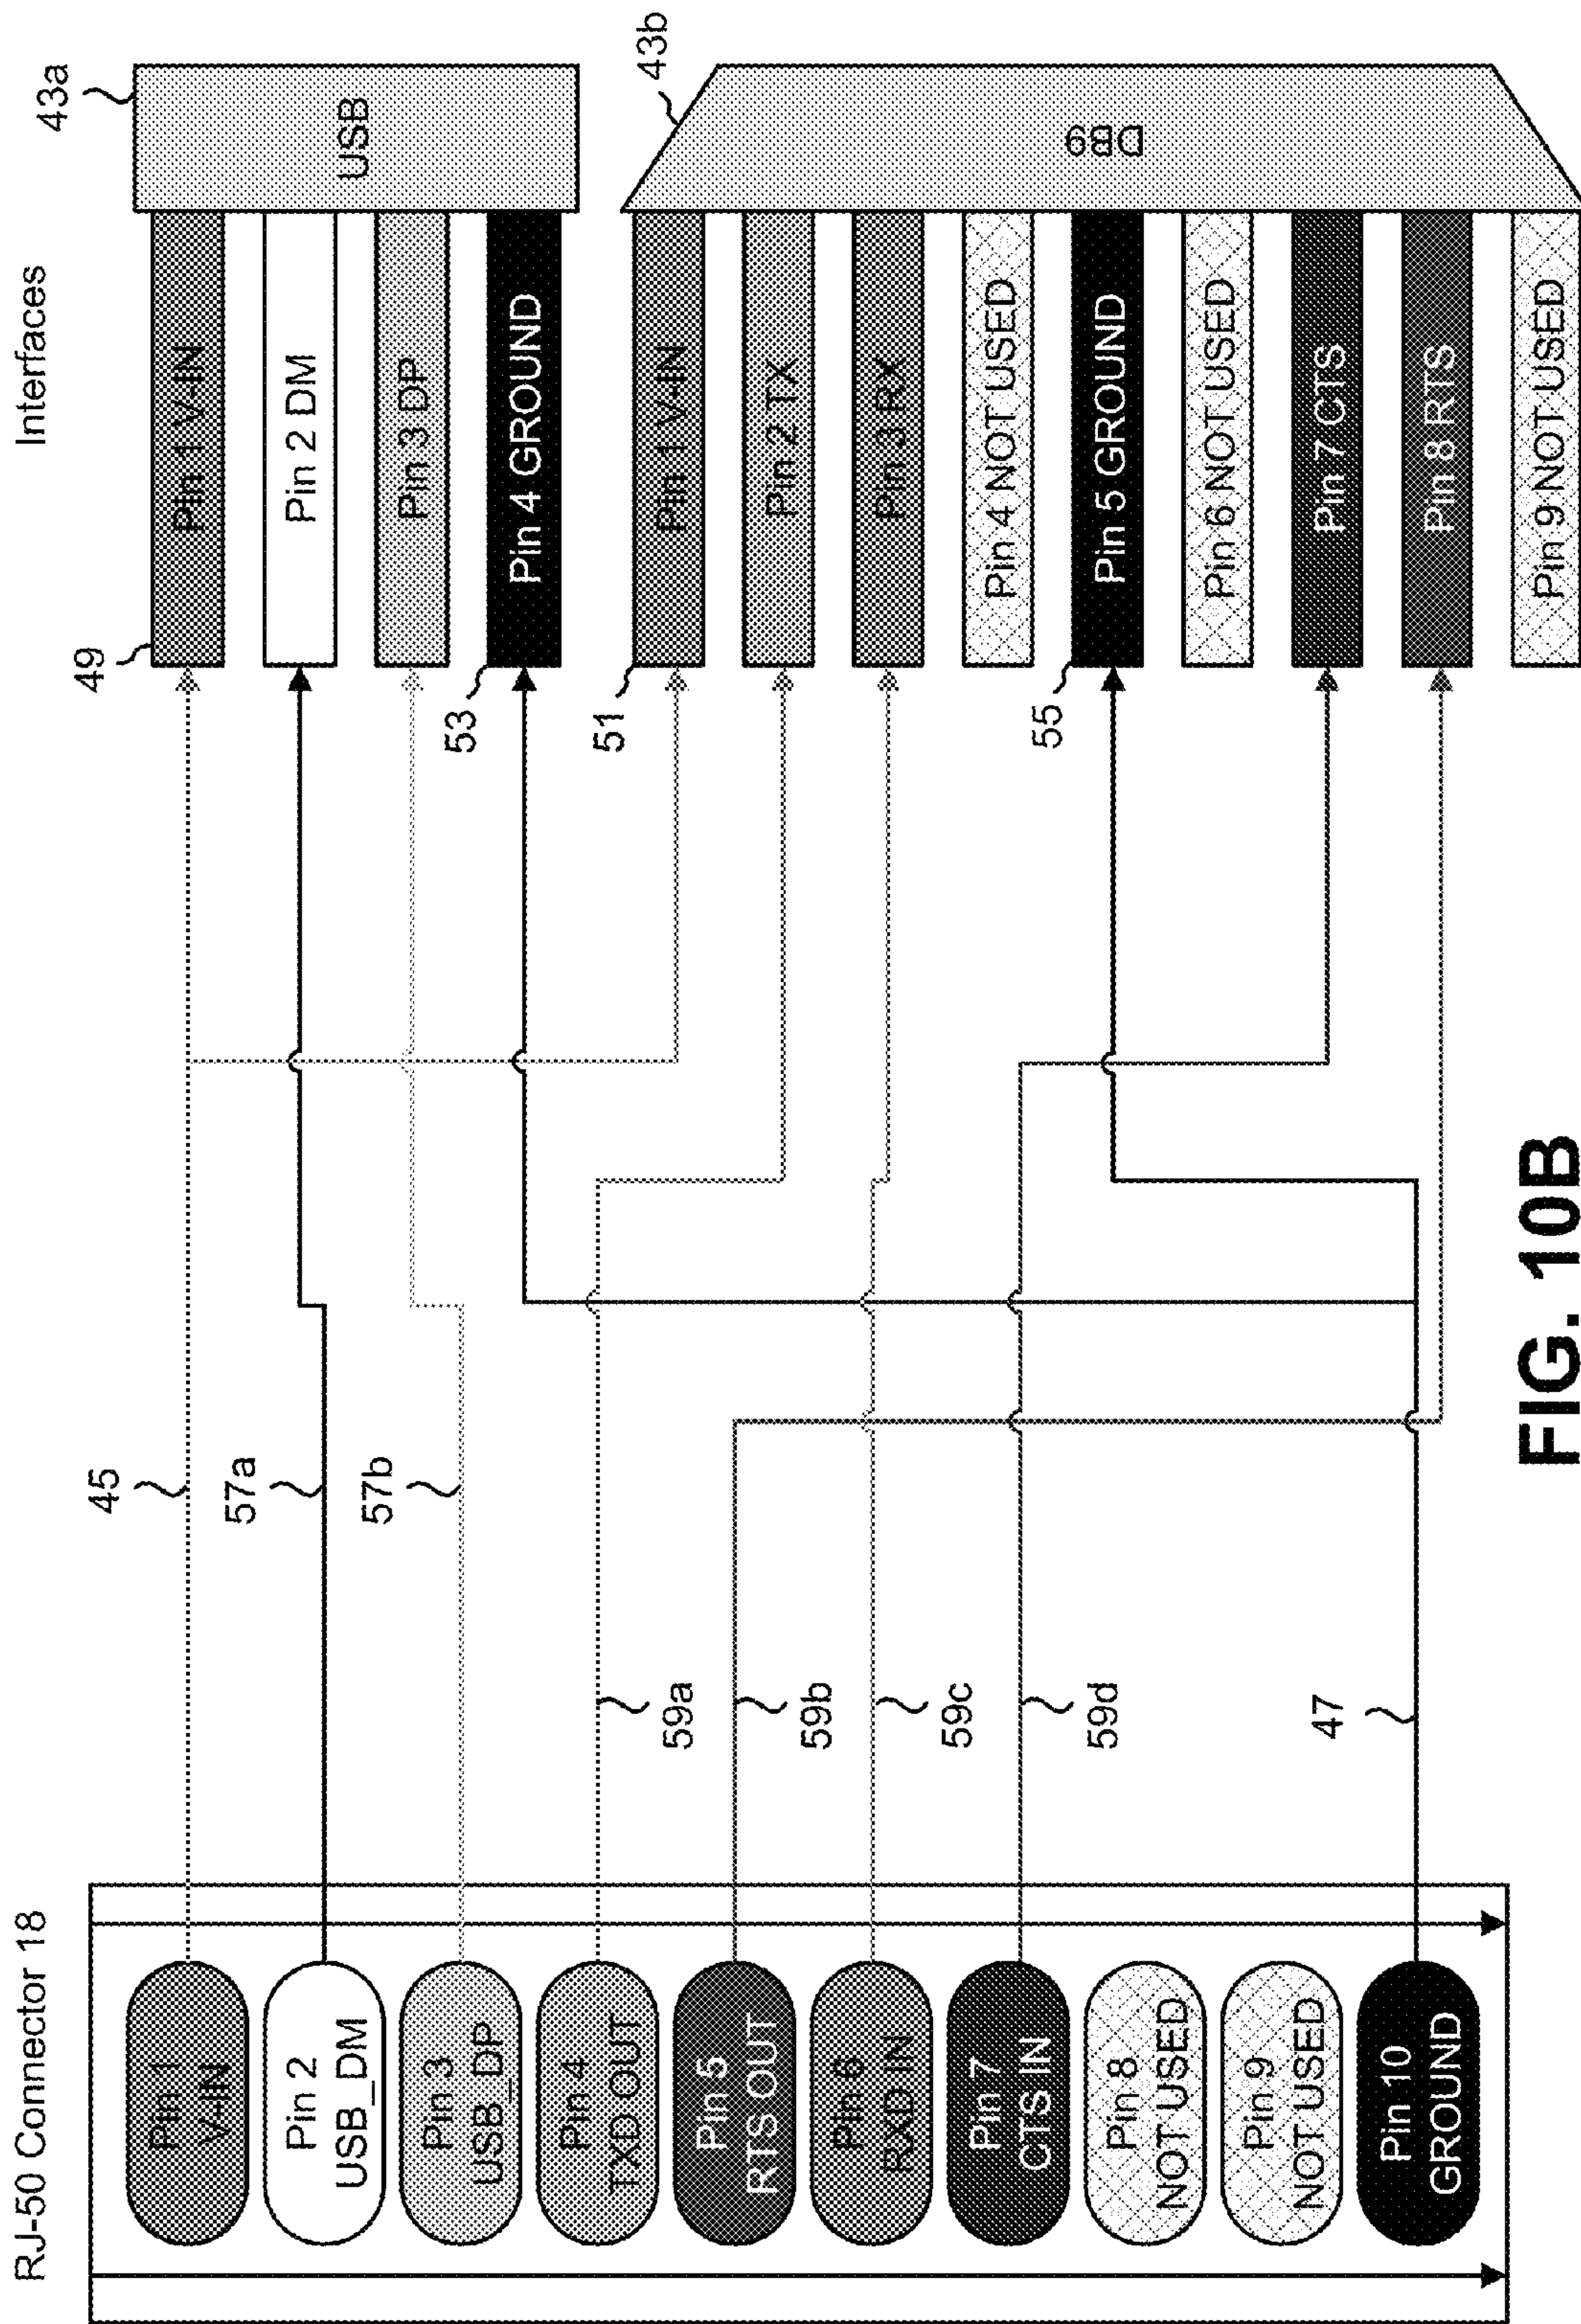 RJ-50 Connector 18
Interfaces
Pin 1
V-IN
Pin 2
USB_DM
Pin 3
USB_DP
Pin 4
TXD OUT
Pin 5
RTS OUT
Pin 6
RXD IN
Pin 7
CTS IN
Pin 8
NOT USED
Pin 9
NOT USED
Pin 10
GROUND
45
57a
57b
59a
59b
59c
59d
47
49
53
51
55
Pin 1 V-IN
Pin 2 DM
Pin 3 DP
Pin 4 GROUND
Pin 1 V-IN
Pin 2 TX
Pin 3 RX
Pin 4 NOT USED
Pin 5 GROUND
Pin 6 NOT USED
Pin 7 CTS
Pin 8 RTS
Pin 9 NOT USED
43a
USB
43b
DB9
FIG. 10B